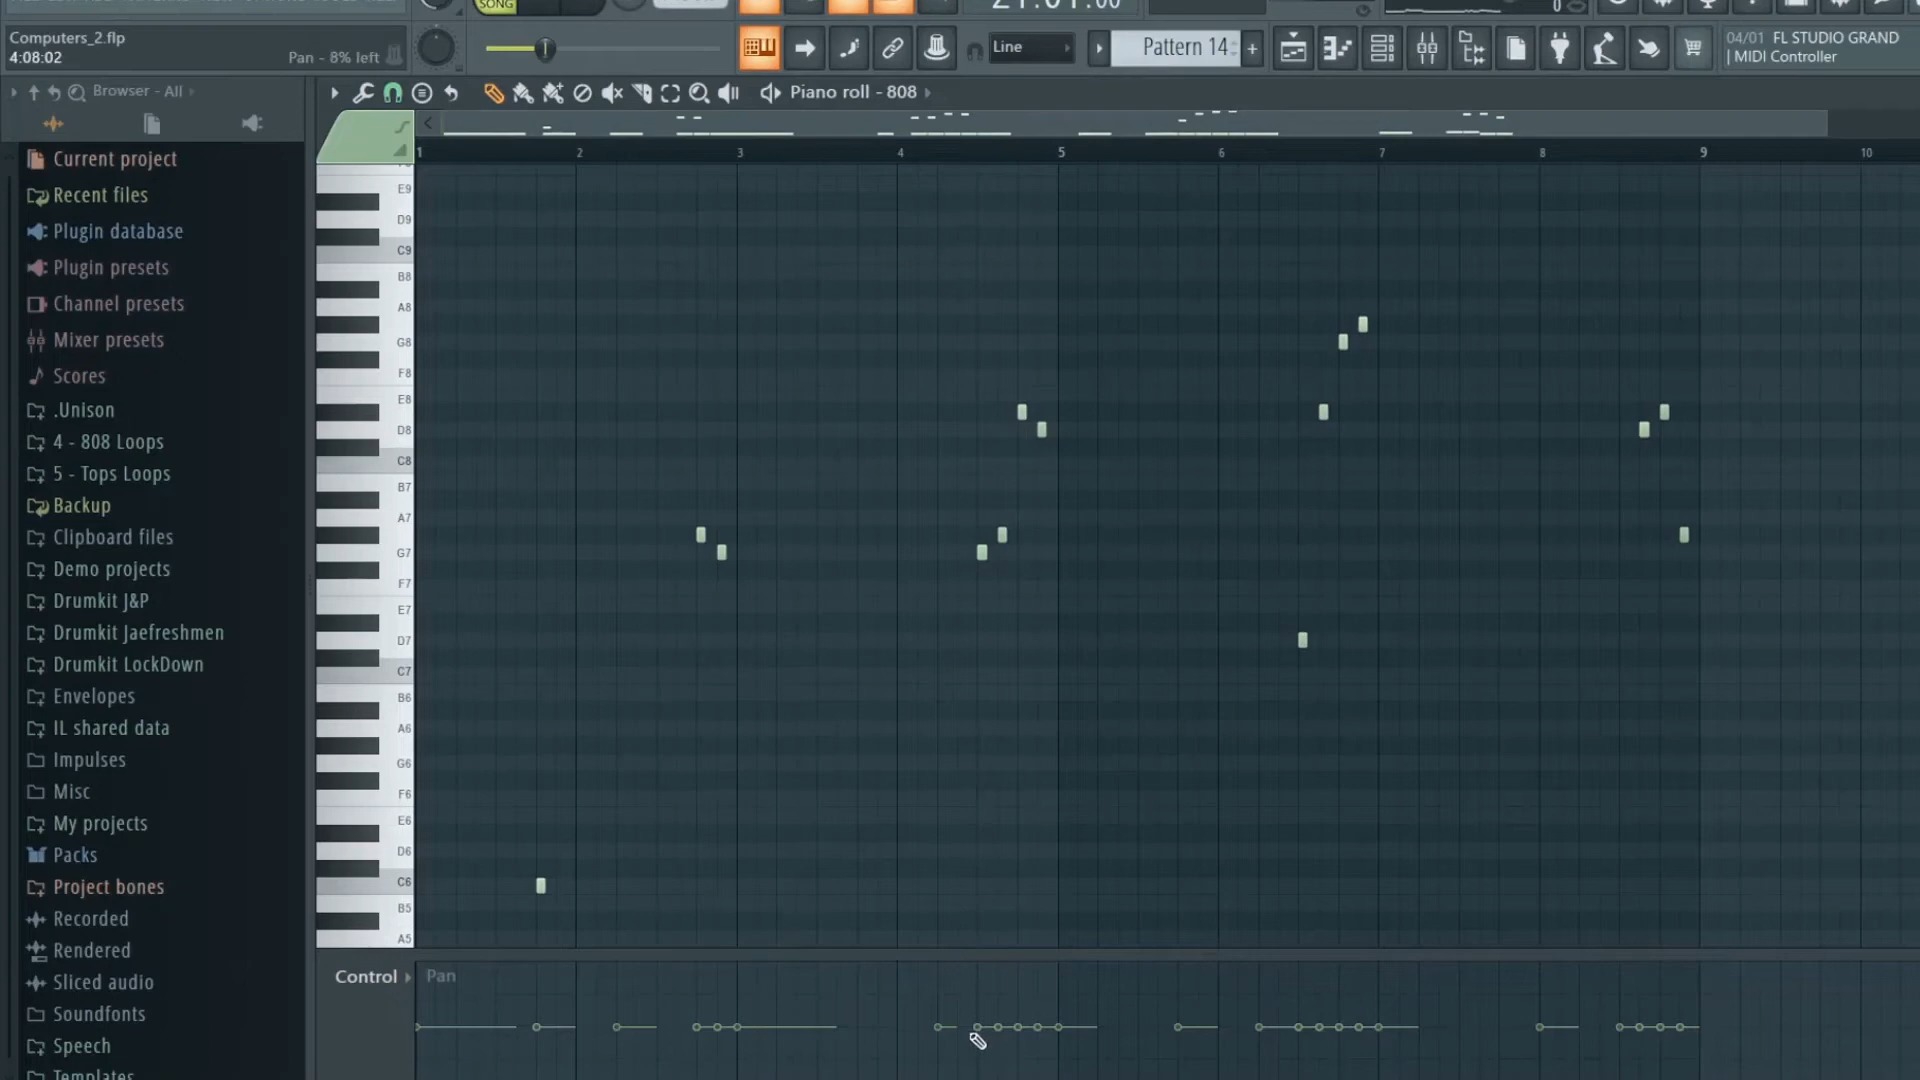 SONG
21:01:00
0
Computers_2.flp
4:08:02
Pan - 8% left
Line
Pattern 14
+
04/01 FL STUDIO GRAND
| MIDI Controller
Browser - All
Piano roll - 808
Current project
Recent files
Plugin database
Plugin presets
Channel presets
Mixer presets
Scores
.Unison
4 - 808 Loops
5 - Tops Loops
Backup
Clipboard files
Demo projects
Drumkit J&P
Drumkit Jaefreshmen
Drumkit LockDown
Envelopes
IL shared data
Impulses
Misc
My projects
Packs
Project bones
Recorded
Rendered
Sliced audio
Soundfonts
Speech
Templates
1 2 3 4 5 6 7 8 9 10
E9
D9
C9
B8
A8
G8
F8
E8
D8
C8
B7
A7
G7
F7
E7
D7
C7
B6
A6
G6
F6
E6
D6
C6
B5
A5
Control
Pan